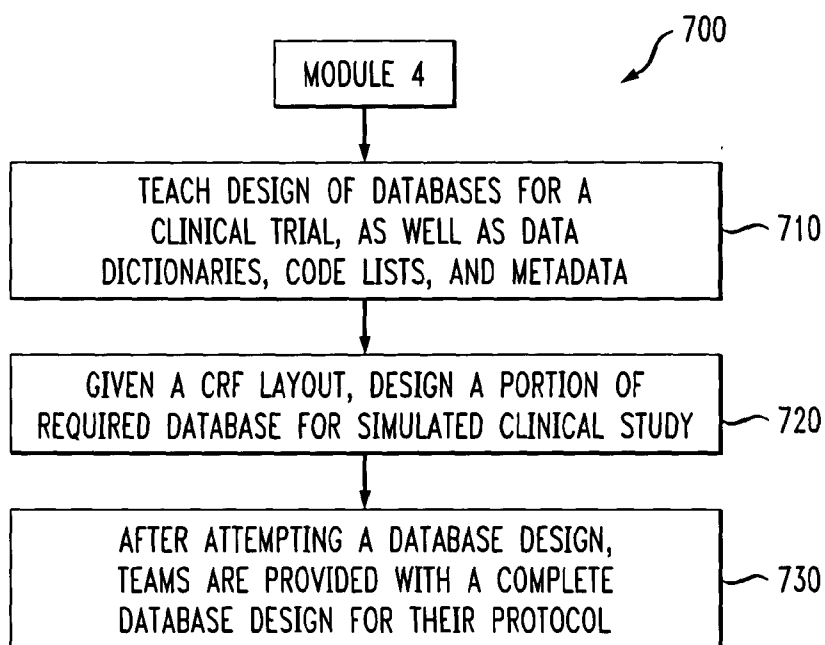 700
MODULE 4
TEACH DESIGN OF DATABASES FOR A
CLINICAL TRIAL, AS WELL AS DATA
DICTIONARIES, CODE LISTS, AND METADATA
710
GIVEN A CRF LAYOUT, DESIGN A PORTION OF
REQUIRED DATABASE FOR SIMULATED CLINICAL STUDY
720
AFTER ATTEMPTING A DATABASE DESIGN,
TEAMS ARE PROVIDED WITH A COMPLETE
DATABASE DESIGN FOR THEIR PROTOCOL
730